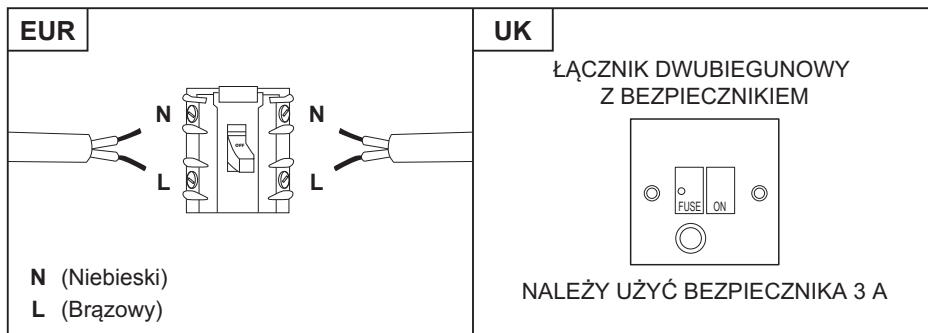 EUR
N
N
OFF
L
L
N (Niebieski)
L (Brązowy)
UK
ŁĄCZNIK DWUBIEGUNOWY
Z BEZPIECZNIKIEM
FUSE ON
NALEŻY UŻYĆ BEZPIECZNIKA 3 A